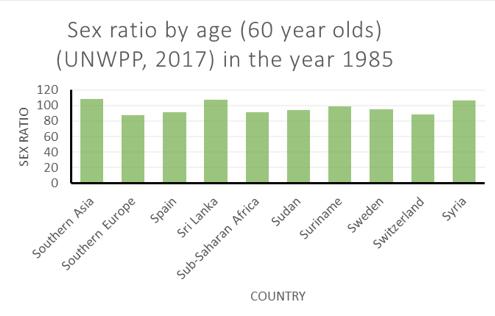 Sex ratio by age (60 year olds)
(UNWPP, 2017) in the year 1985
SEX RATIO
120
100
80
60
40
20
0
Southern Asia
Southern Europe
Spain
Sri Lanka
Sub-Saharan Africa
Sudan
Suriname
Sweden
Switzerland
Syria
COUNTRY